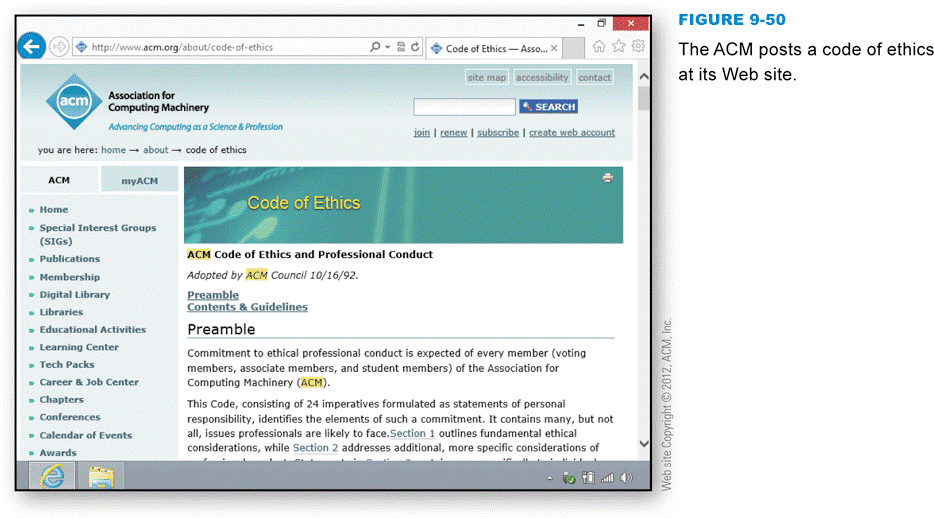 FIGURE 9-50
The ACM posts a code of ethics
at its Web site.
http://www.acm.org/about/code-of-ethics
Code of Ethics — Asso...
site map
accessibility
contact
acm
Association for
Computing Machinery
Advancing Computing as a Science & Profession
SEARCH
join | renew | subscribe | create web account
you are here: home → about → code of ethics
ACM
myACM
Home
Special Interest Groups
(SIGs)
Publications
Membership
Digital Library
Libraries
Educational Activities
Learning Center
Tech Packs
Career & Job Center
Chapters
Conferences
Calendar of Events
Awards
Code of Ethics
ACM Code of Ethics and Professional Conduct
Adopted by ACM Council 10/16/92.
Preamble
Contents & Guidelines
Preamble
Commitment to ethical professional conduct is expected of every member (voting
members, associate members, and student members) of the Association for
Computing Machinery (ACM).
This Code, consisting of 24 imperatives formulated as statements of personal
responsibility, identifies the elements of such a commitment. It contains many, but not
all, issues professionals are likely to face.Section 1 outlines fundamental ethical
considerations, while Section 2 addresses additional, more specific considerations of
Web site Copyright © 2012, ACM, Inc.